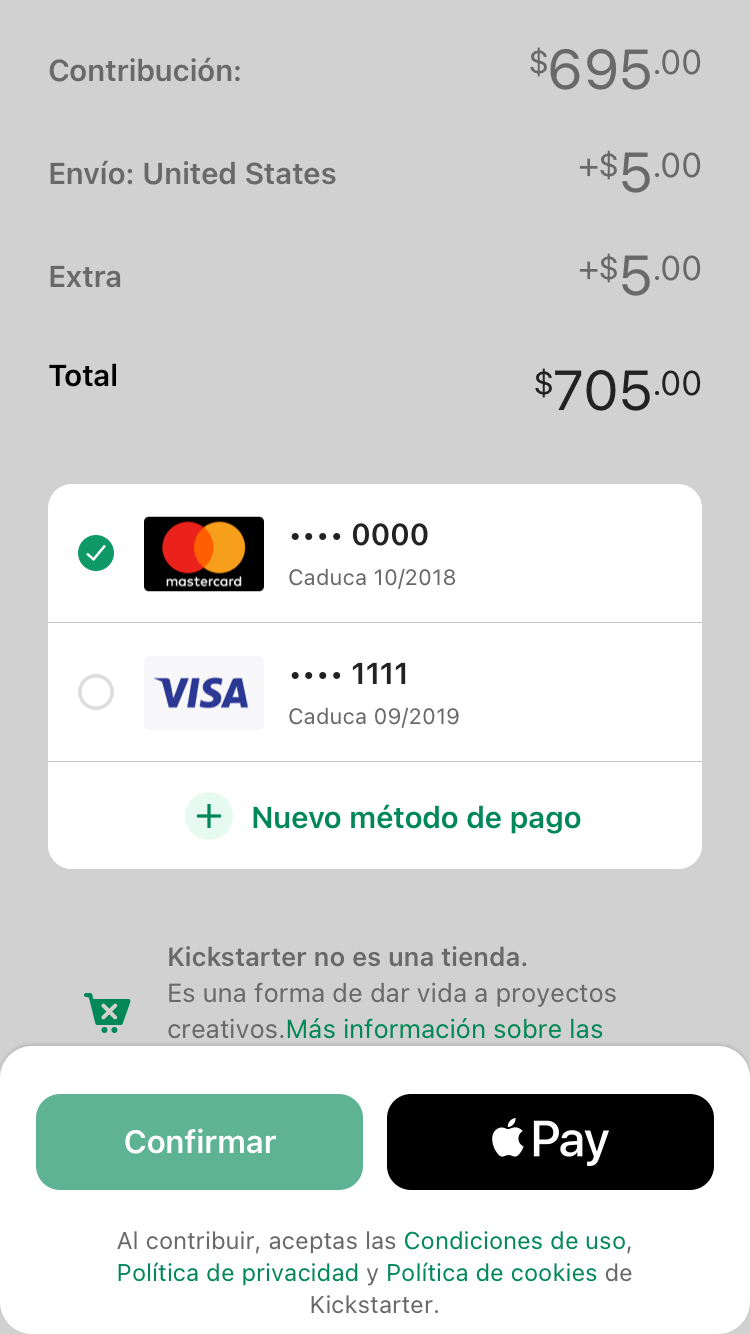 Contribución: $695.00
Envío: United States +$5.00
Extra +$5.00
Total $705.00
mastercard •••• 0000
Caduca 10/2018
VISA •••• 1111
Caduca 09/2019
+ Nuevo método de pago
Kickstarter no es una tienda.
Es una forma de dar vida a proyectos
creativos.Más información sobre las
Confirmar Pay
Al contribuir, aceptas las Condiciones de uso,
Política de privacidad y Política de cookies de
Kickstarter.